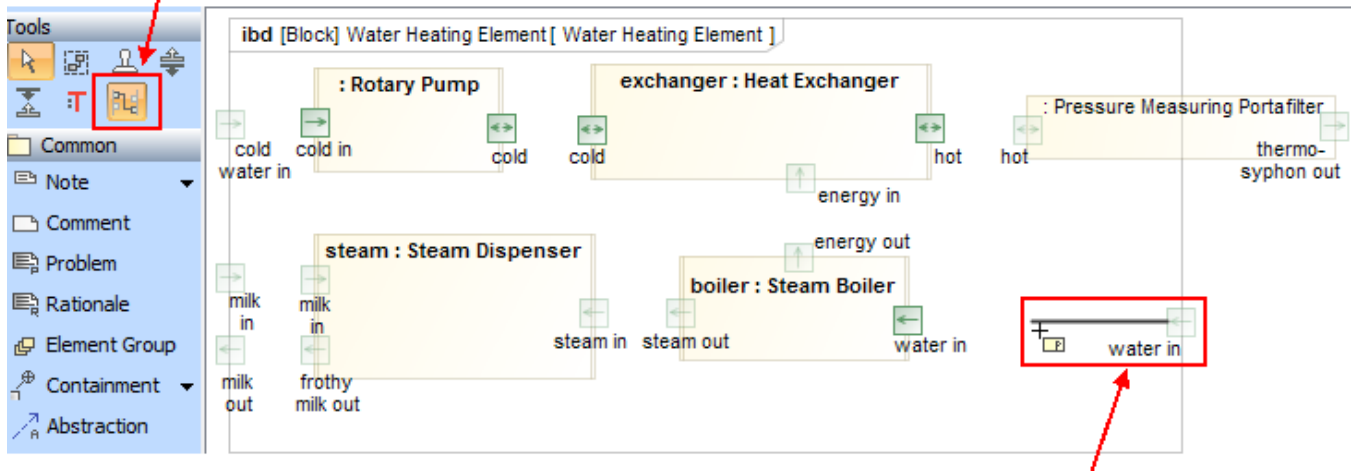 Tools
:T
Common
Note
Comment
Problem
Rationale
Element Group
Containment
Abstraction
ibd [Block] Water Heating Element[ Water Heating Element ]
: Rotary Pump
exchanger : Heat Exchanger
: Pressure Measuring Portafilter
cold
water in
cold in
cold
cold
hot
hot
thermo-
syphon out
energy in
energy out
steam : Steam Dispenser
boiler : Steam Boiler
milk
in
milk
in
steam in
steam out
water in
water in
milk
out
frothy
milk out
P